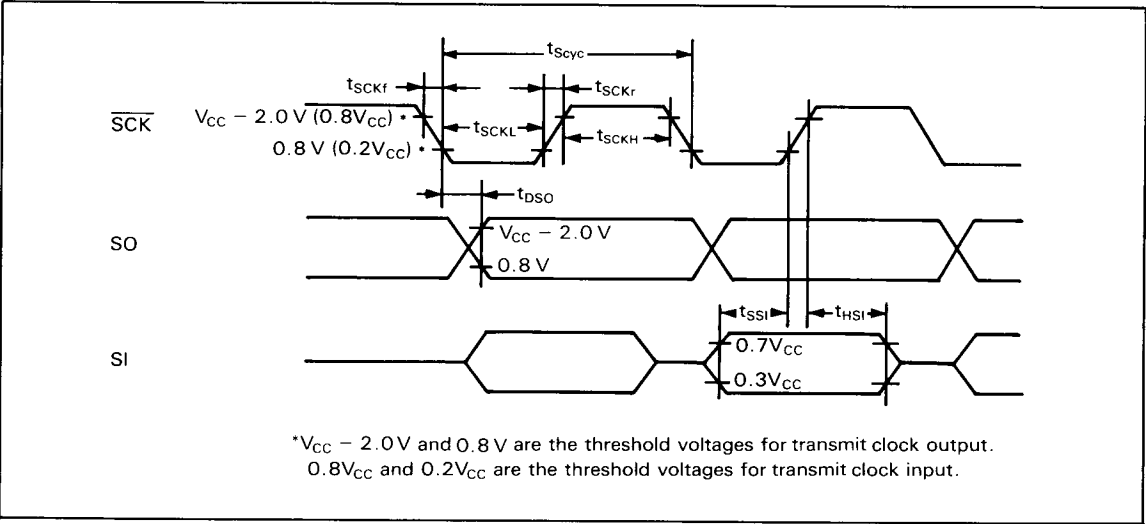 tScyc
tSCKf
tSCKr
SCK
VCC − 2.0 V (0.8VCC) *
tSCKL
tSCKH
0.8 V (0.2VCC) *
tDSO
SO
VCC − 2.0 V
0.8 V
tSSI
tHSI
SI
0.7VCC
0.3VCC
*VCC − 2.0 V and 0.8 V are the threshold voltages for transmit clock output.
0.8VCC and 0.2VCC are the threshold voltages for transmit clock input.